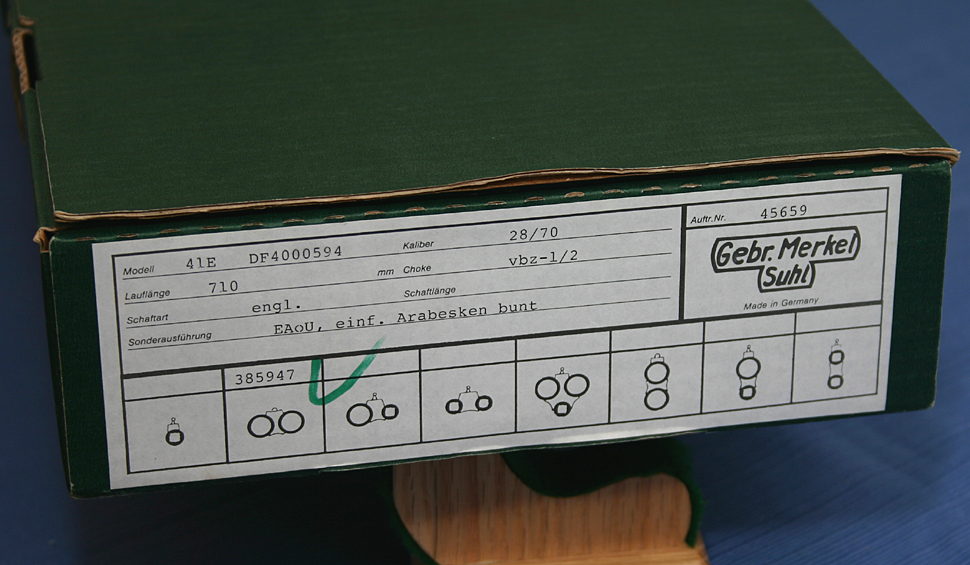 Modell 41E DF4000594 Kaliber 28/70
Lauflänge 710 mm Choke vbz-1/2
Schaftart engl. Schaftlänge
Sonderausführung EAoU, einf. Arabesken bunt
Auftr.Nr. 45659
Gebr. Merkel
Suhl
Made in Germany
385947